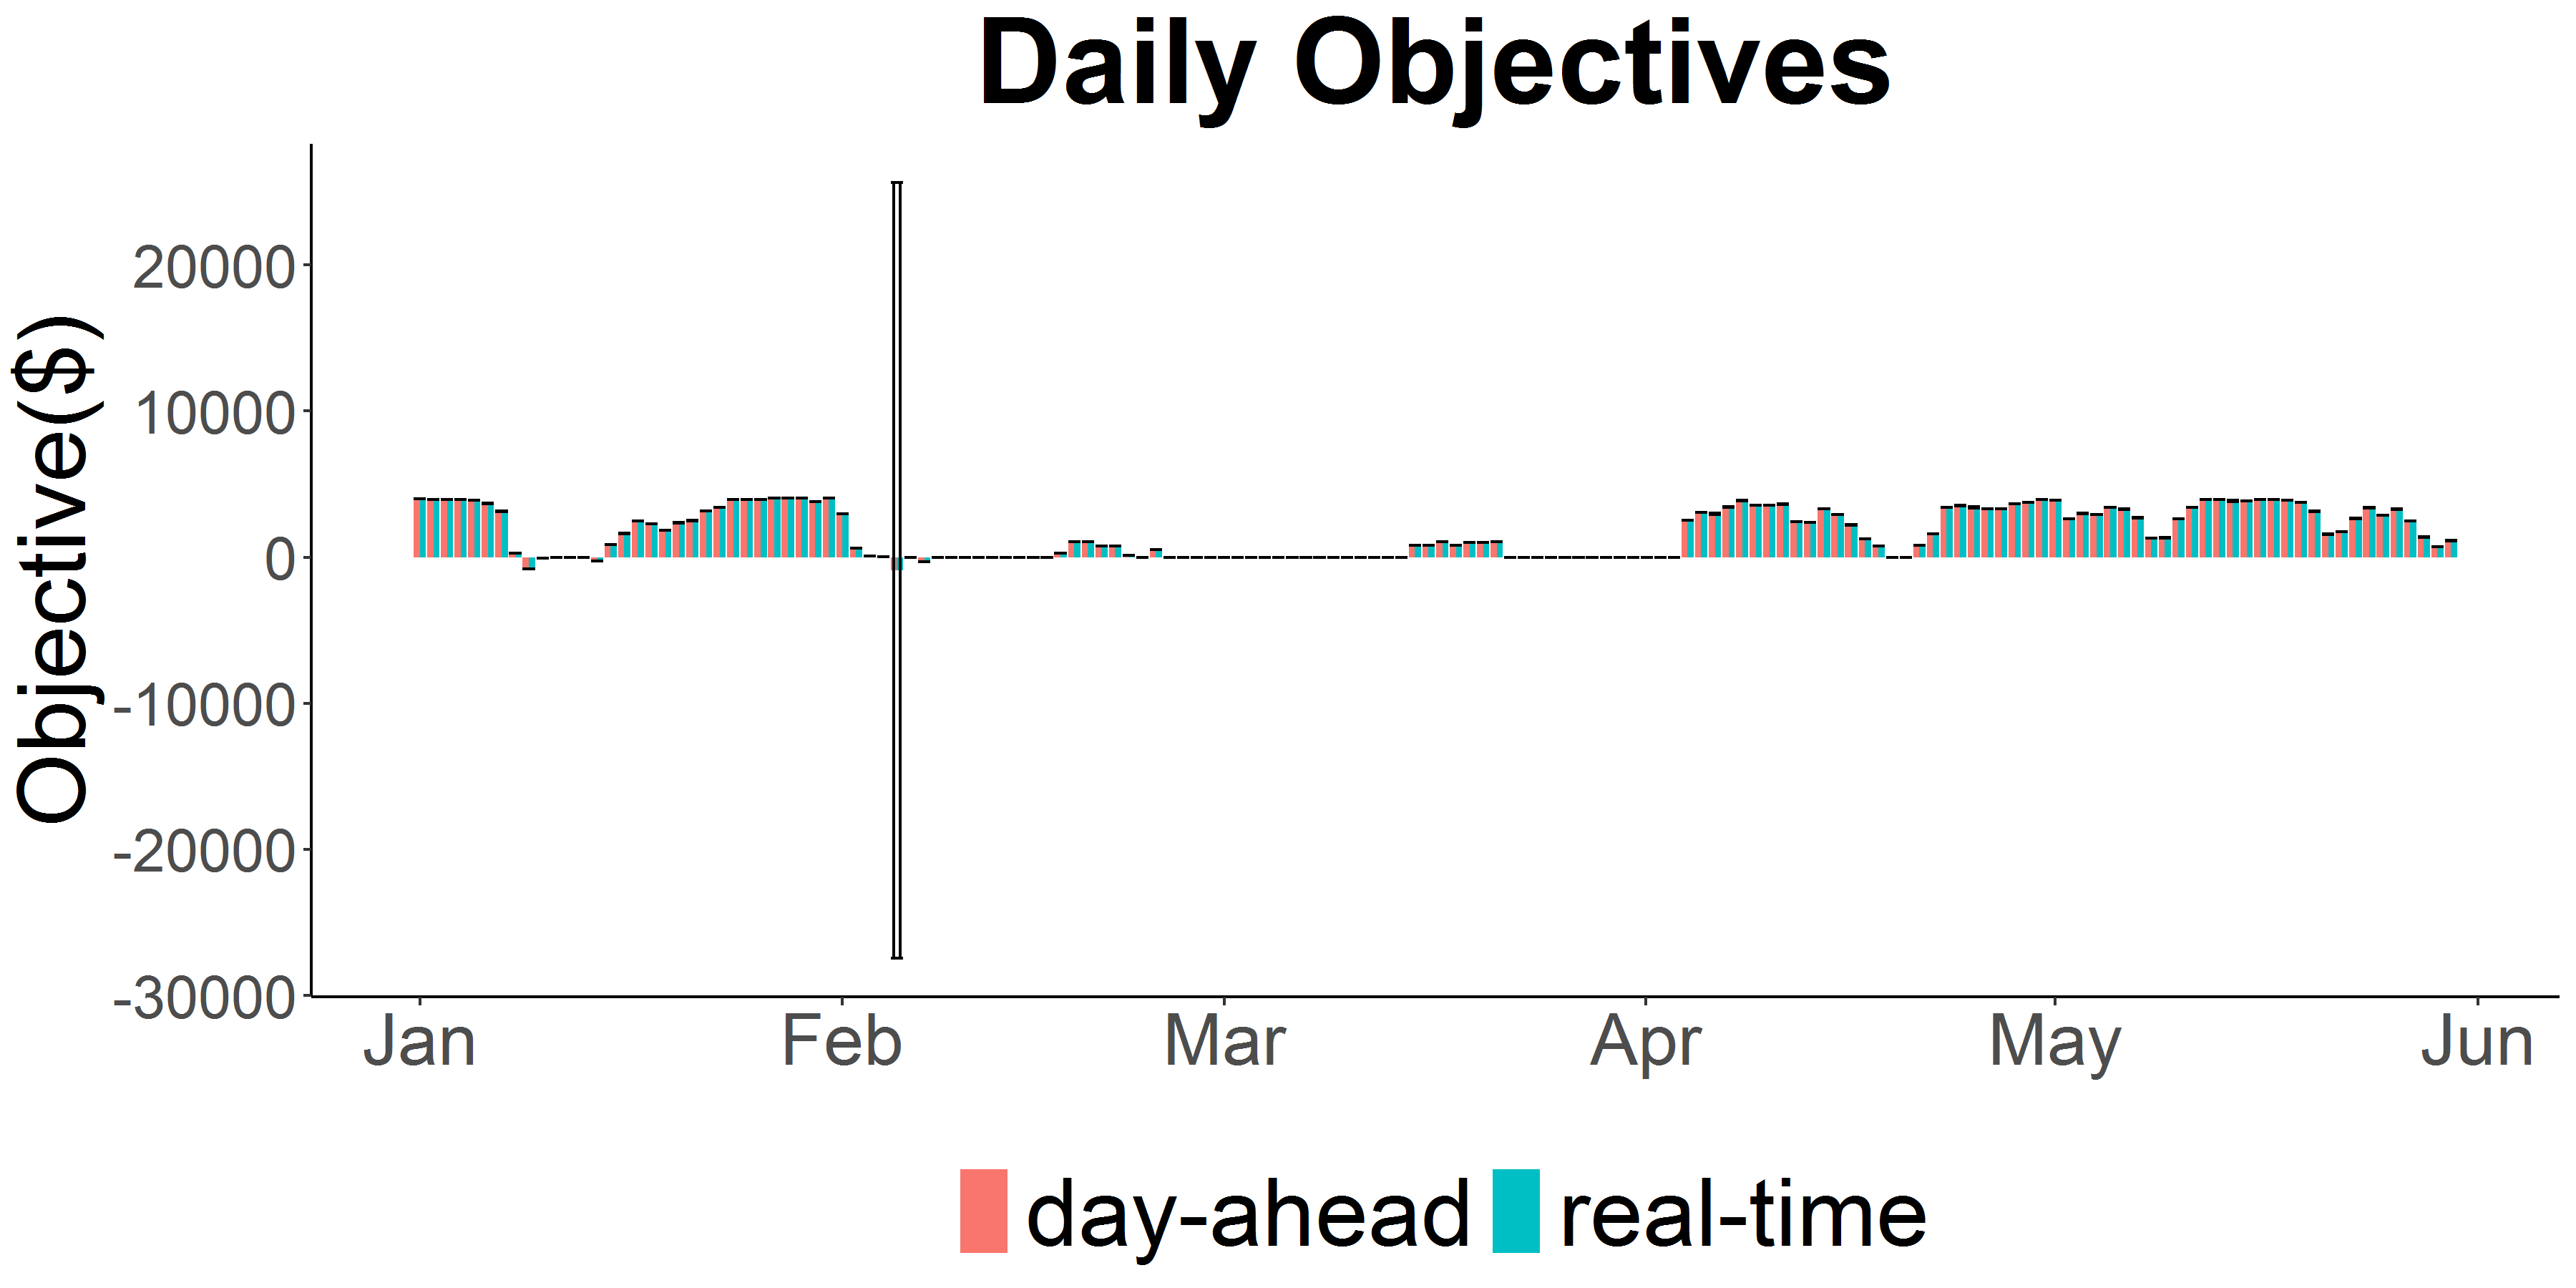 Daily Objectives
Objective($)
20000
10000
0
-10000
-20000
-30000
Jan Feb Mar Apr May Jun
day-ahead real-time